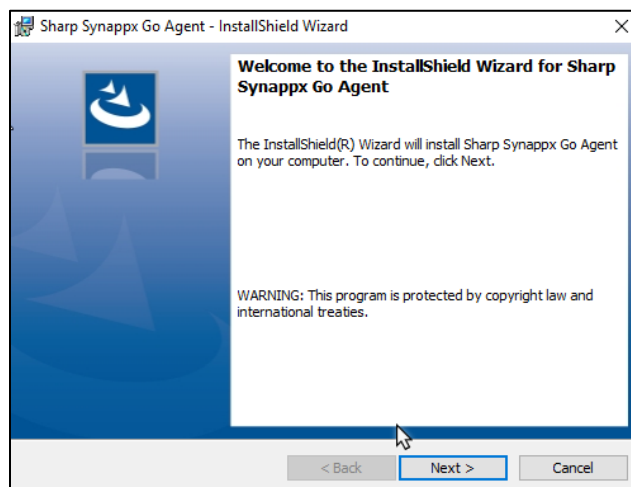 Sharp Synappx Go Agent - InstallShield Wizard
Welcome to the InstallShield Wizard for Sharp
Synappx Go Agent
The InstallShield(R) Wizard will install Sharp Synappx Go Agent
on your computer. To continue, click Next.
WARNING: This program is protected by copyright law and
international treaties.
< Back Next > Cancel